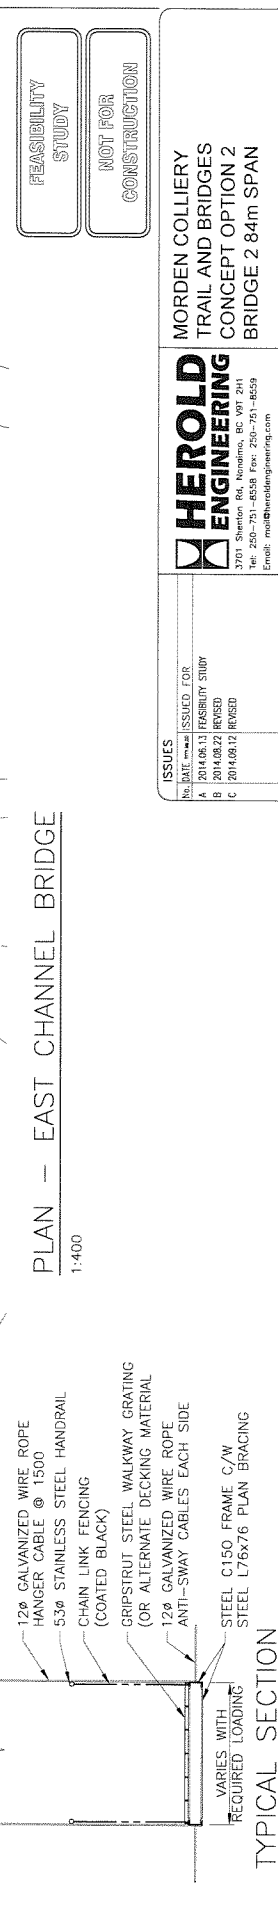 12ø GALVANIZED WIRE ROPE
HANGER CABLE @ 1500
53ø STAINLESS STEEL HANDRAIL
CHAIN LINK FENCING
(COATED BLACK)
GRIPSTRUT STEEL WALKWAY GRATING
(OR ALTERNATE DECKING MATERIAL
12ø GALVANIZED WIRE ROPE
ANTI-SWAY CABLES EACH SIDE
STEEL C150 FRAME C/W
STEEL L76x76 PLAN BRACING
VARIES WITH
REQUIRED LOADING
TYPICAL SECTION
PLAN – EAST CHANNEL BRIDGE
1:400
FEASIBILITY
STUDY
NOT FOR
CONSTRUCTION
ISSUES
No. DATE ISSUED FOR
A 2014.06.13 FEASIBILITY STUDY
B 2014.08.22 REVISED
C 2014.09.12 REVISED
HEROLD
ENGINEERING
3701 Shenton Rd, Nanaimo, BC V9T 2H1
Tel: 250-751-8558 Fax: 250-751-8559
Email: mail@heroldengineering.com
MORDEN COLLIERY
TRAIL AND BRIDGES
CONCEPT OPTION 2
BRIDGE 2 84m SPAN